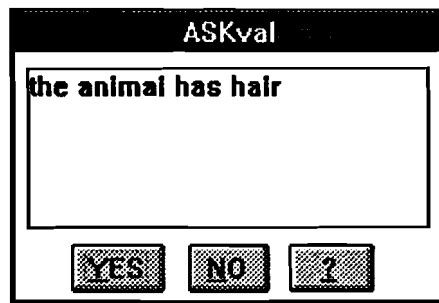 ASKval
the animal has hair
YES NO ?